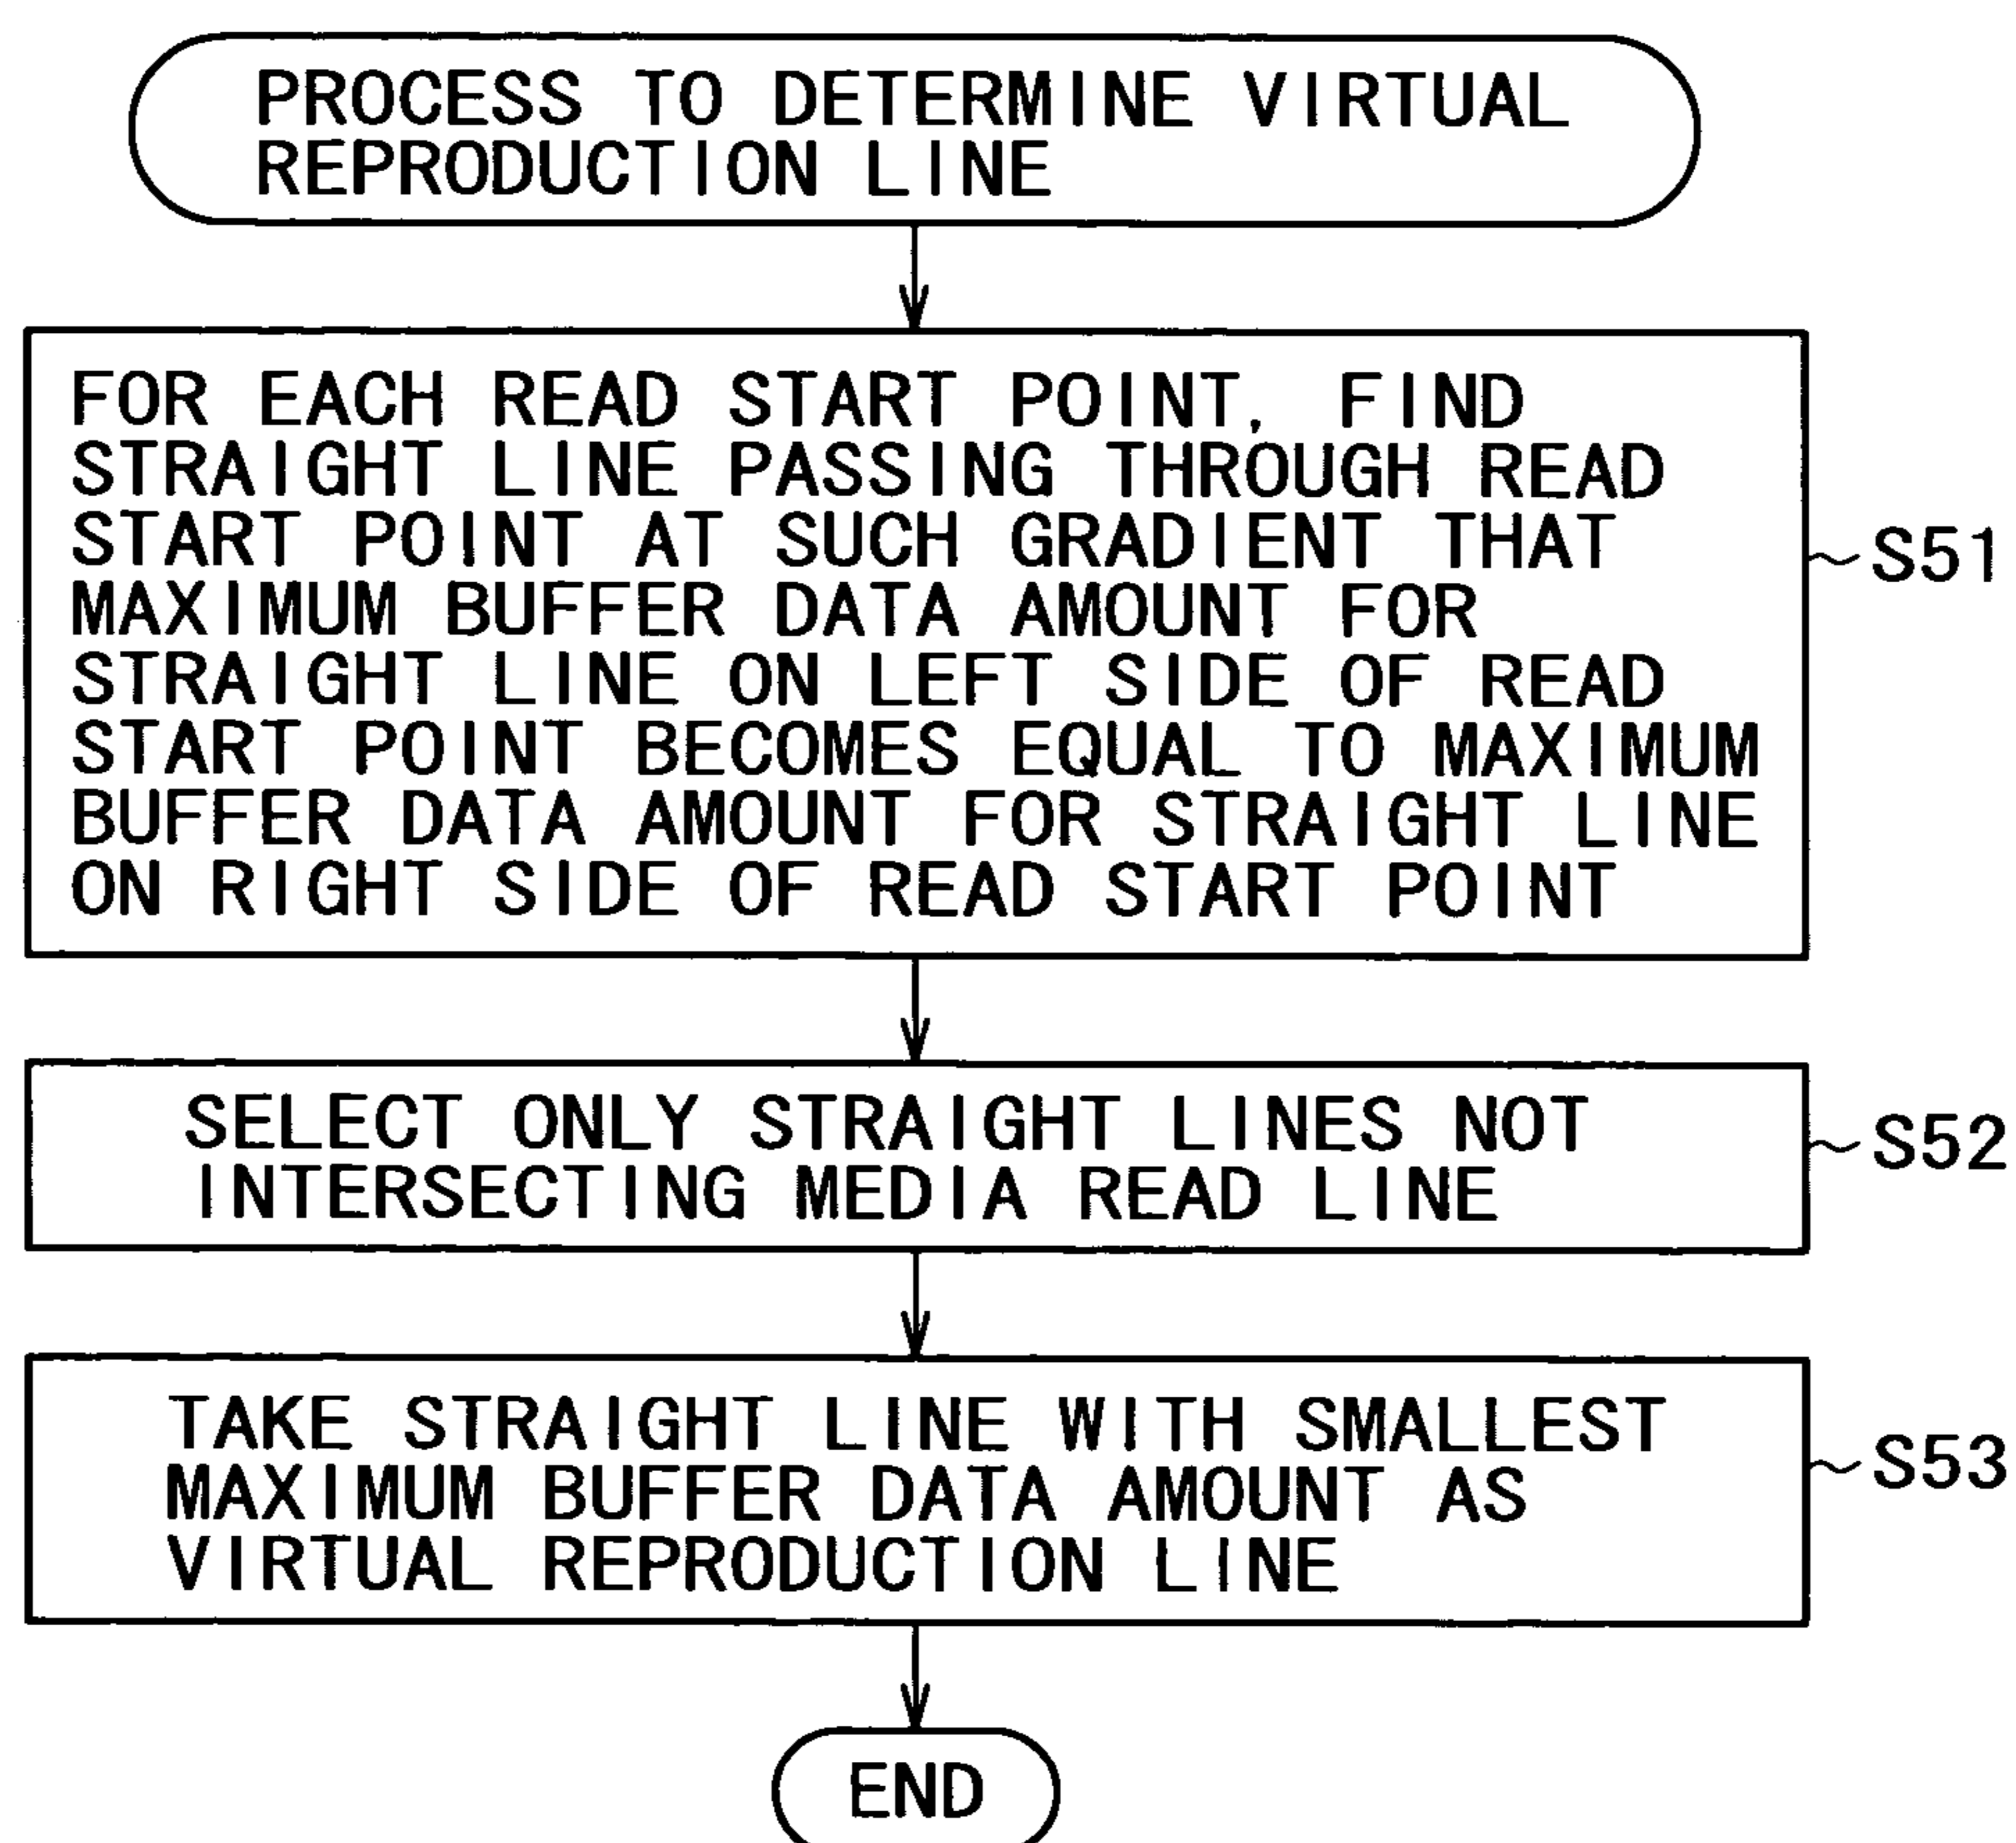 PROCESS TO DETERMINE VIRTUAL
REPRODUCTION LINE
FOR EACH READ START POINT, FIND
STRAIGHT LINE PASSING THROUGH READ
START POINT AT SUCH GRADIENT THAT
MAXIMUM BUFFER DATA AMOUNT FOR
STRAIGHT LINE ON LEFT SIDE OF READ
START POINT BECOMES EQUAL TO MAXIMUM
BUFFER DATA AMOUNT FOR STRAIGHT LINE
ON RIGHT SIDE OF READ START POINT
S51
SELECT ONLY STRAIGHT LINES NOT
INTERSECTING MEDIA READ LINE
S52
TAKE STRAIGHT LINE WITH SMALLEST
MAXIMUM BUFFER DATA AMOUNT AS
VIRTUAL REPRODUCTION LINE
S53
END